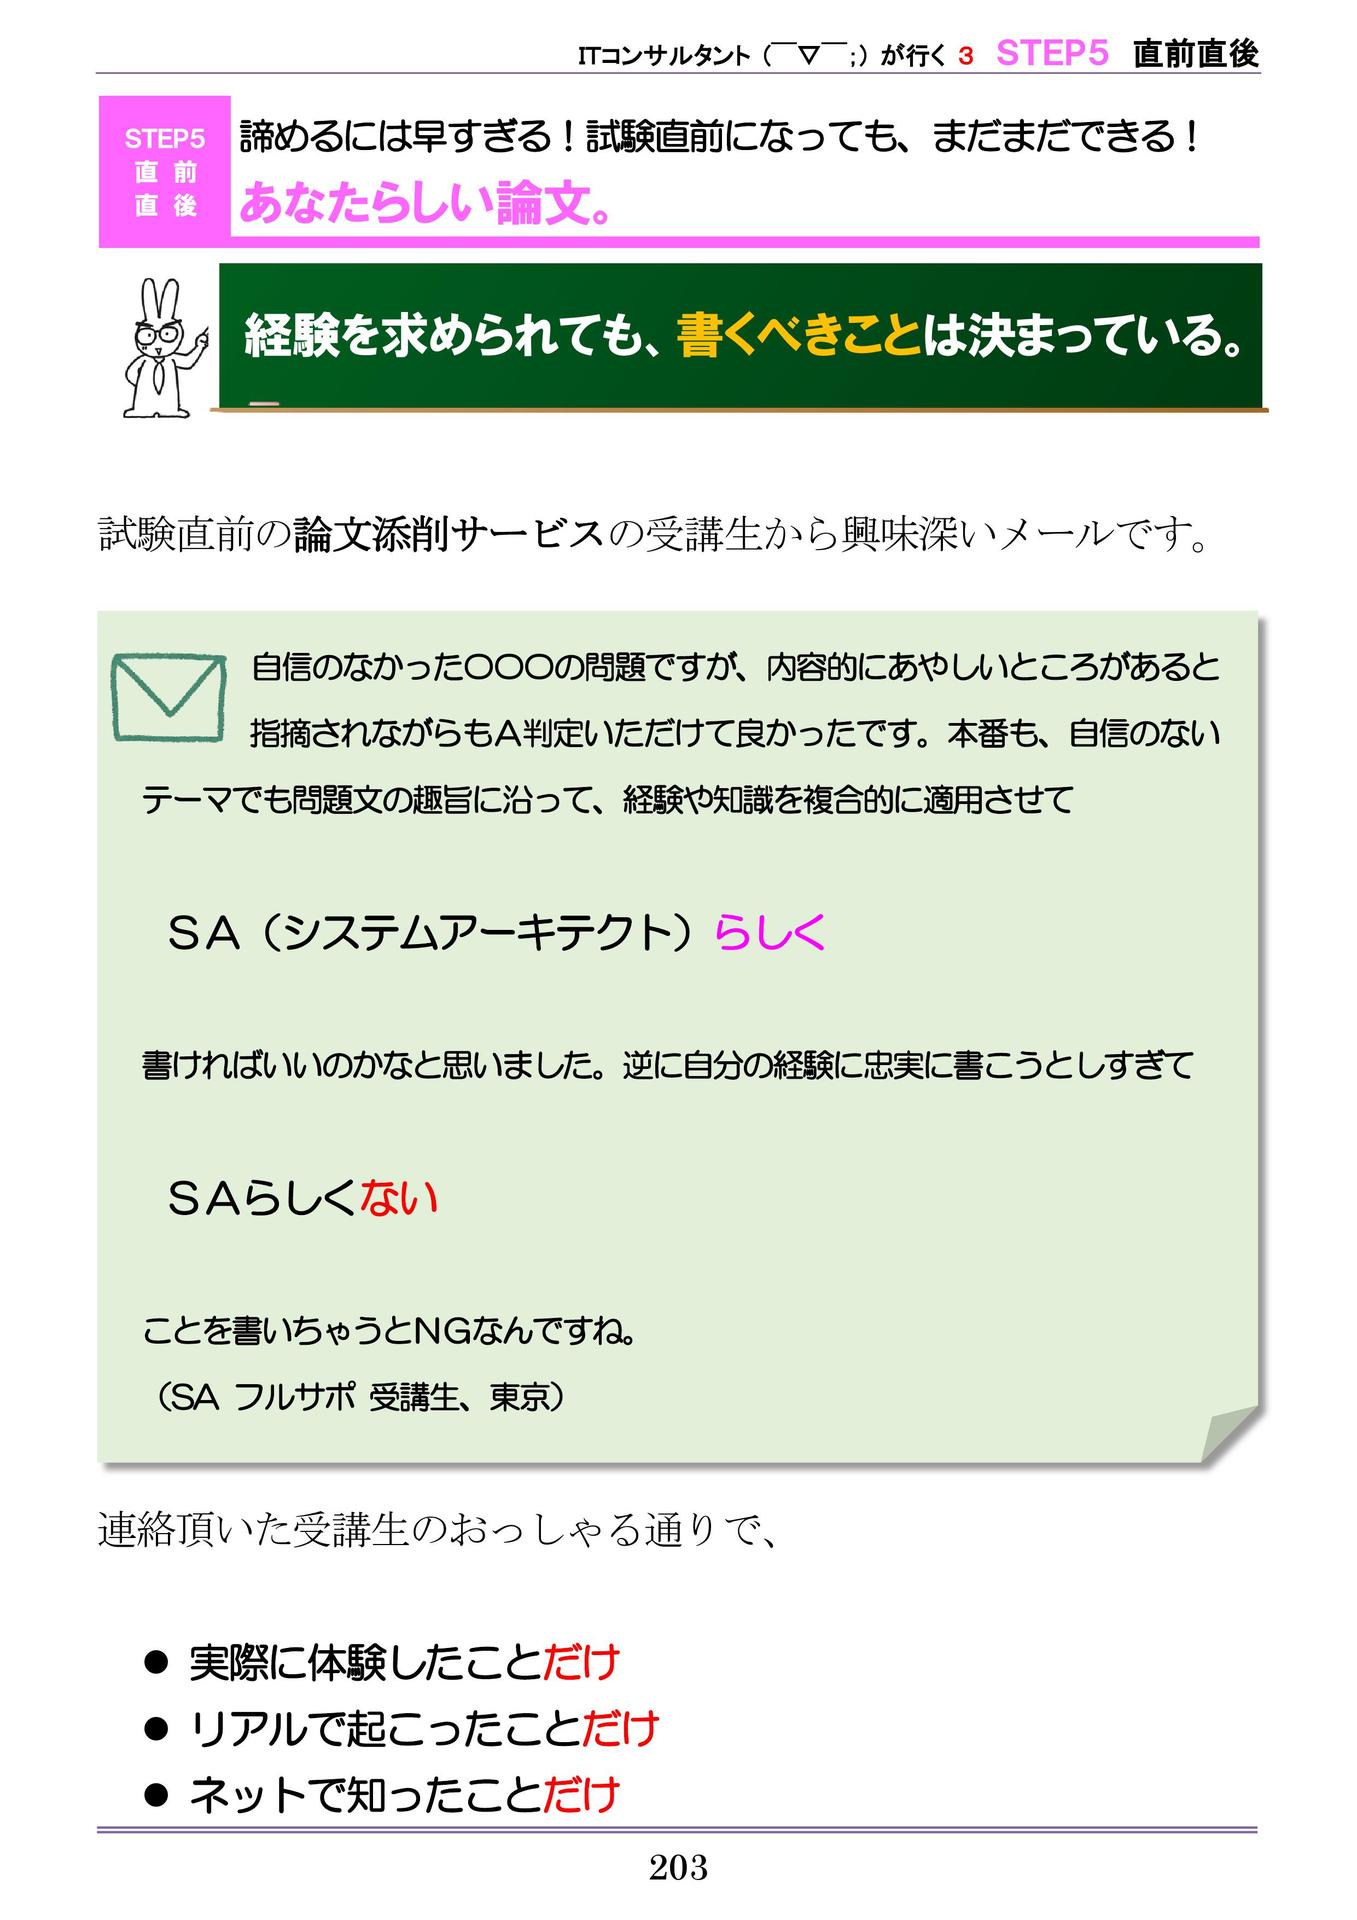 ITコンサルタント（￣▽￣；）が行く 3 STEP5 直前直後
STEP5
直 前
直 後
諦めるには早すぎる！試験直前になっても、まだまだできる！
あなたらしい論文。
経験を求められても、書くべきことは決まっている。
試験直前の論文添削サービスの受講生から興味深いメールです。
自信のなかった〇〇〇の問題ですが、内容的にあやしいところがあると
指摘されながらもＡ判定いただけて良かったです。本番も、自信のない
テーマでも問題文の趣旨に沿って、経験や知識を複合的に適用させて
ＳＡ（システムアーキテクト）らしく
書ければいいのかなと思いました。逆に自分の経験に忠実に書こうとしすぎて
ＳＡらしくない
ことを書いちゃうとＮＧなんですね。
（SA フルサポ 受講生、東京）
連絡頂いた受講生のおっしゃる通りで、
● 実際に体験したことだけ
● リアルで起こったことだけ
● ネットで知ったことだけ
203